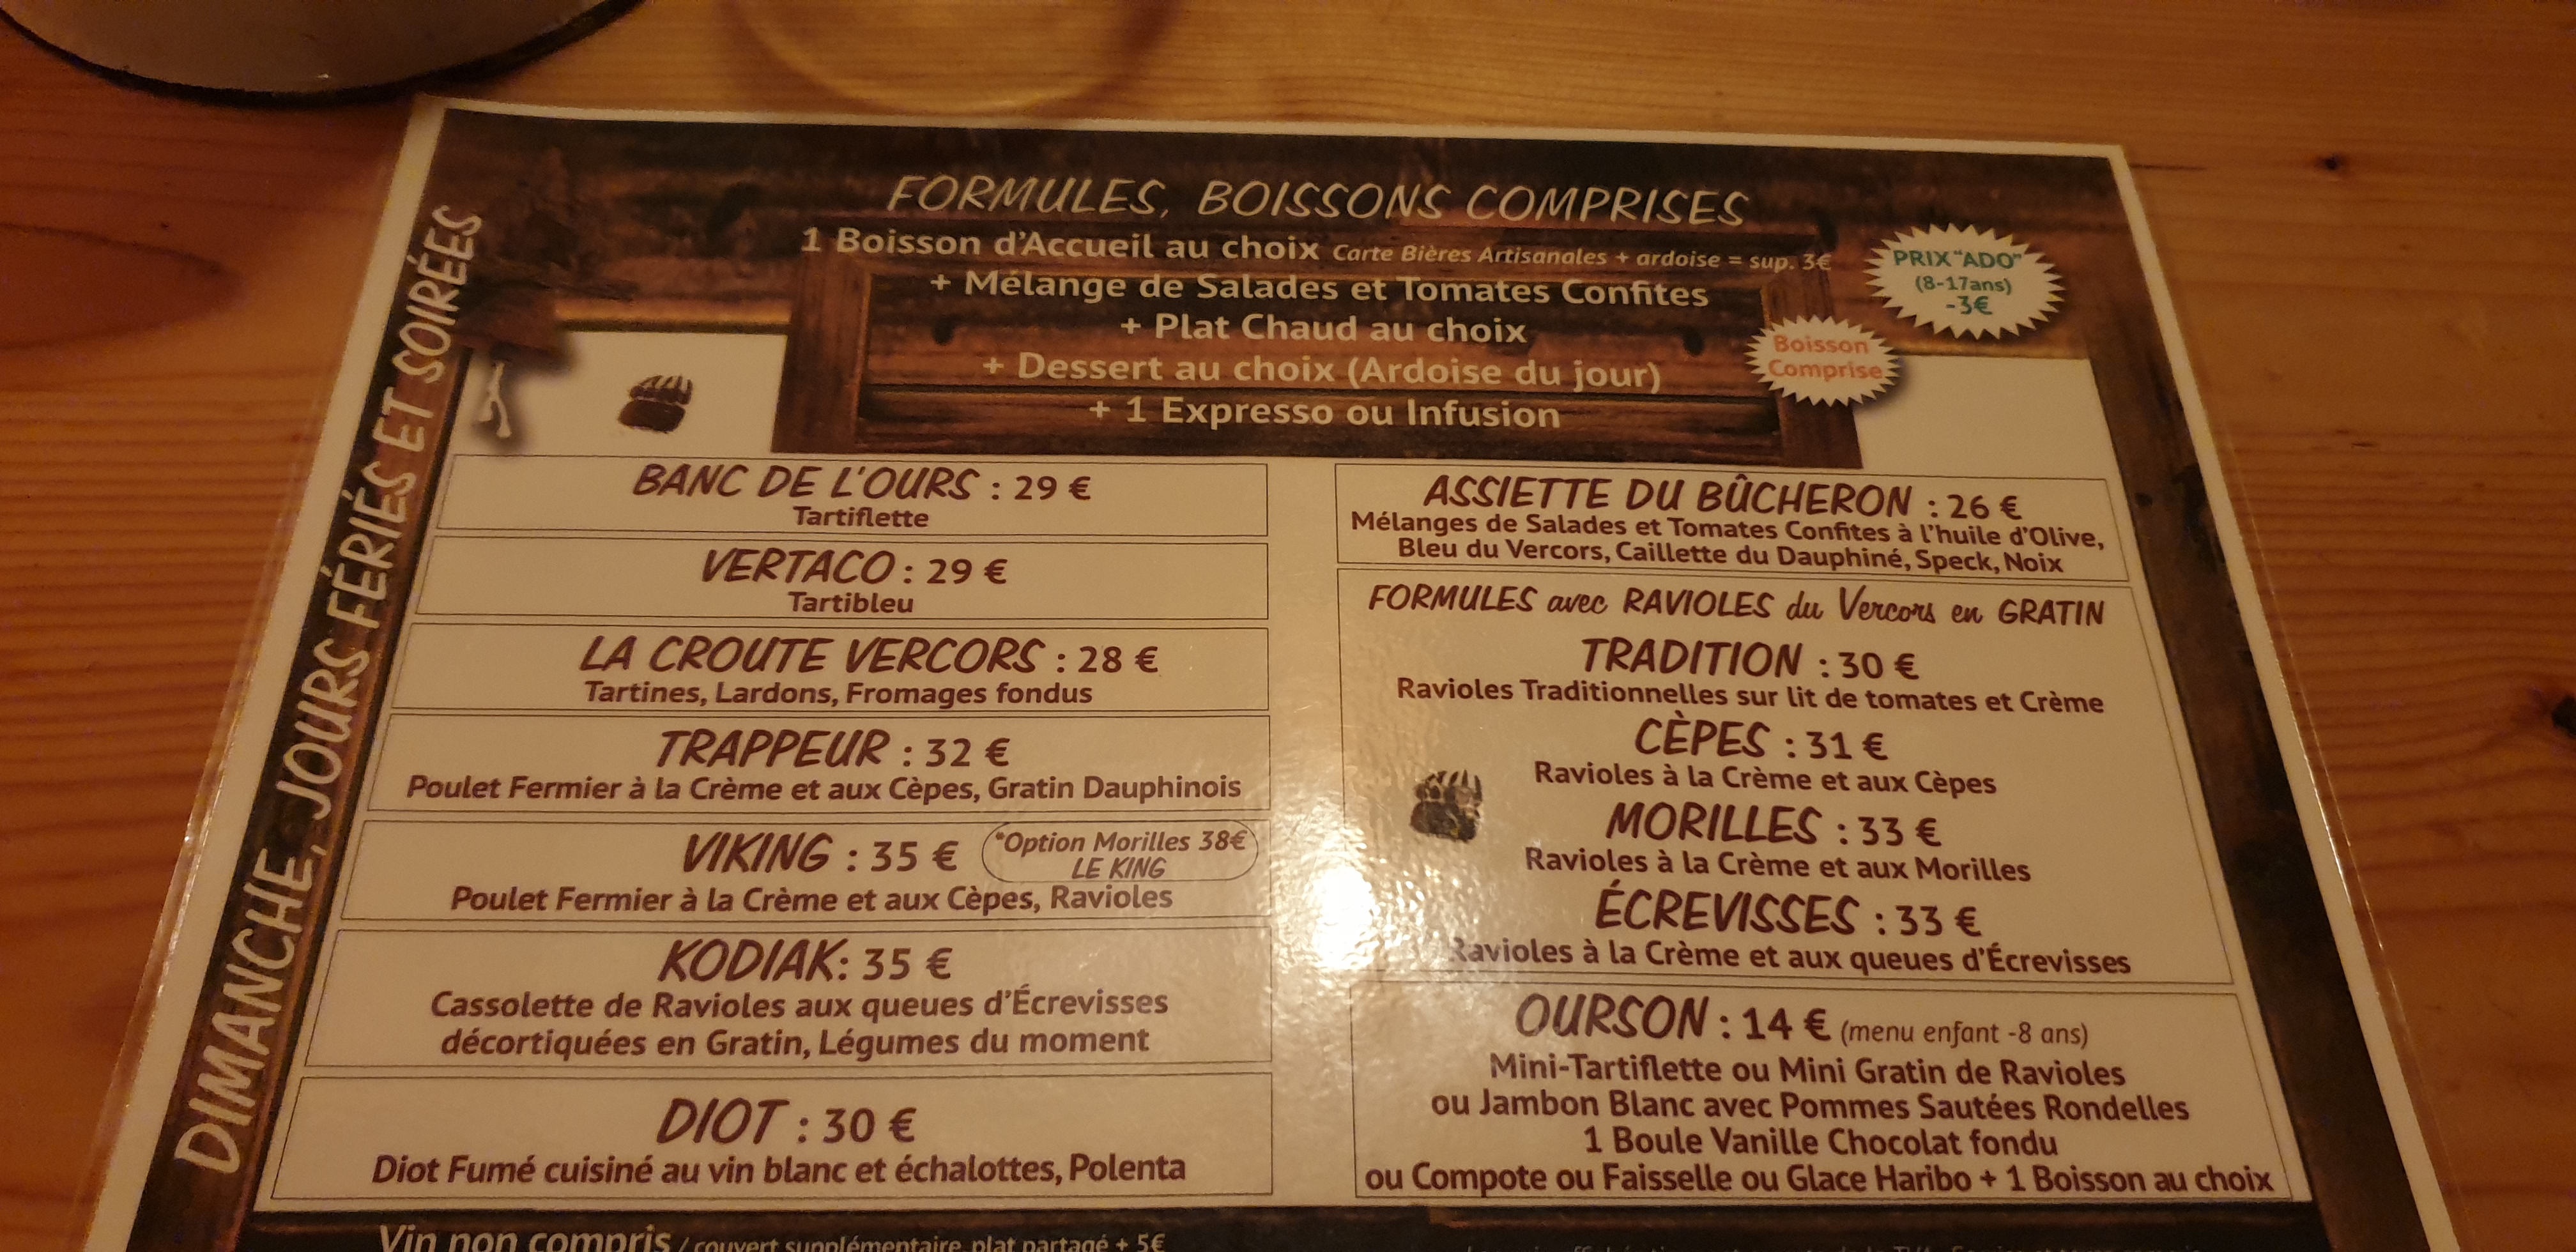 DIMANCHE, JOURS FÉRIÉS ET SOIRÉES
FORMULES, BOISSONS COMPRISES
1 Boisson d'Accueil au choix Carte Bières Artisanales + ardoise = sup. 3€
+ Mélange de Salades et Tomates Confites
+ Plat Chaud au choix
+ Dessert au choix (Ardoise du jour)
+ 1 Expresso ou Infusion
PRIX "ADO"
(8-17ans)
-3€
Boisson
Comprise
BANC DE L'OURS : 29 €
Tartiflette
VERTACO : 29 €
Tartibleu
LA CROUTE VERCORS : 28 €
Tartines, Lardons, Fromages fondus
TRAPPEUR : 32 €
Poulet Fermier à la Crème et aux Cèpes, Gratin Dauphinois
VIKING : 35 €
*Option Morilles 38€
LE KING
Poulet Fermier à la Crème et aux Cèpes, Ravioles
KODIAK: 35 €
Cassolette de Ravioles aux queues d'Écrevisses
décortiquées en Gratin, Légumes du moment
DIOT : 30 €
Diot Fumé cuisiné au vin blanc et échalottes, Polenta
ASSIETTE DU BÛCHERON : 26 €
Mélanges de Salades et Tomates Confites à l'huile d'Olive,
Bleu du Vercors, Caillette du Dauphiné, Speck, Noix
FORMULES avec RAVIOLES du Vercors en GRATIN
TRADITION : 30 €
Ravioles Traditionnelles sur lit de tomates et Crème
CÈPES : 31 €
Ravioles à la Crème et aux Cèpes
MORILLES : 33 €
Ravioles à la Crème et aux Morilles
ÉCREVISSES : 33 €
Ravioles à la Crème et aux queues d'Écrevisses
OURSON : 14 € (menu enfant -8 ans)
Mini-Tartiflette ou Mini Gratin de Ravioles
ou Jambon Blanc avec Pommes Sautées Rondelles
1 Boule Vanille Chocolat fondu
ou Compote ou Faisselle ou Glace Haribo + 1 Boisson au choix
Vin non compris / couvert supplémentaire, plat partagé + 5€